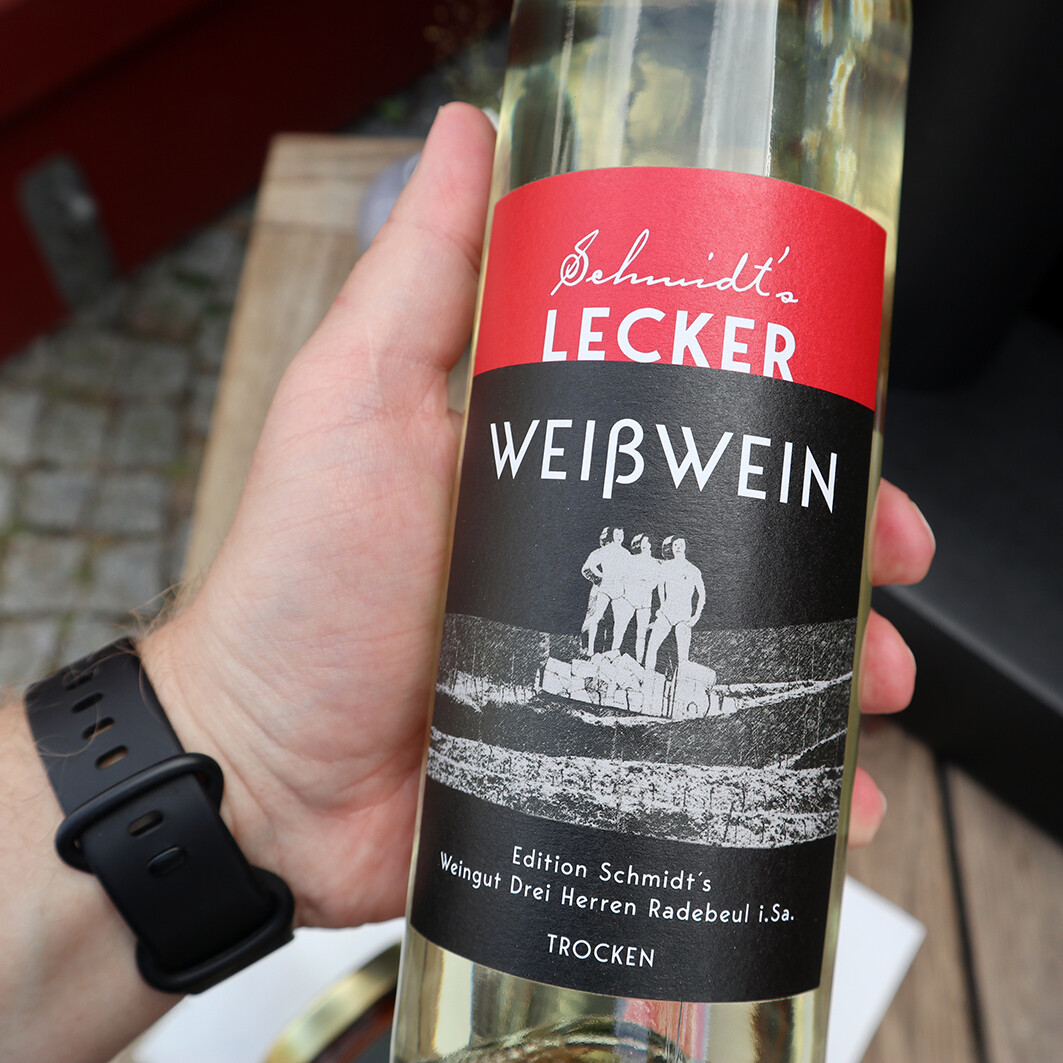 Schmidt's
LECKER
WEIßWEIN
Edition Schmidt´s
Weingut Drei Herren Radebeul i.Sa.
TROCKEN